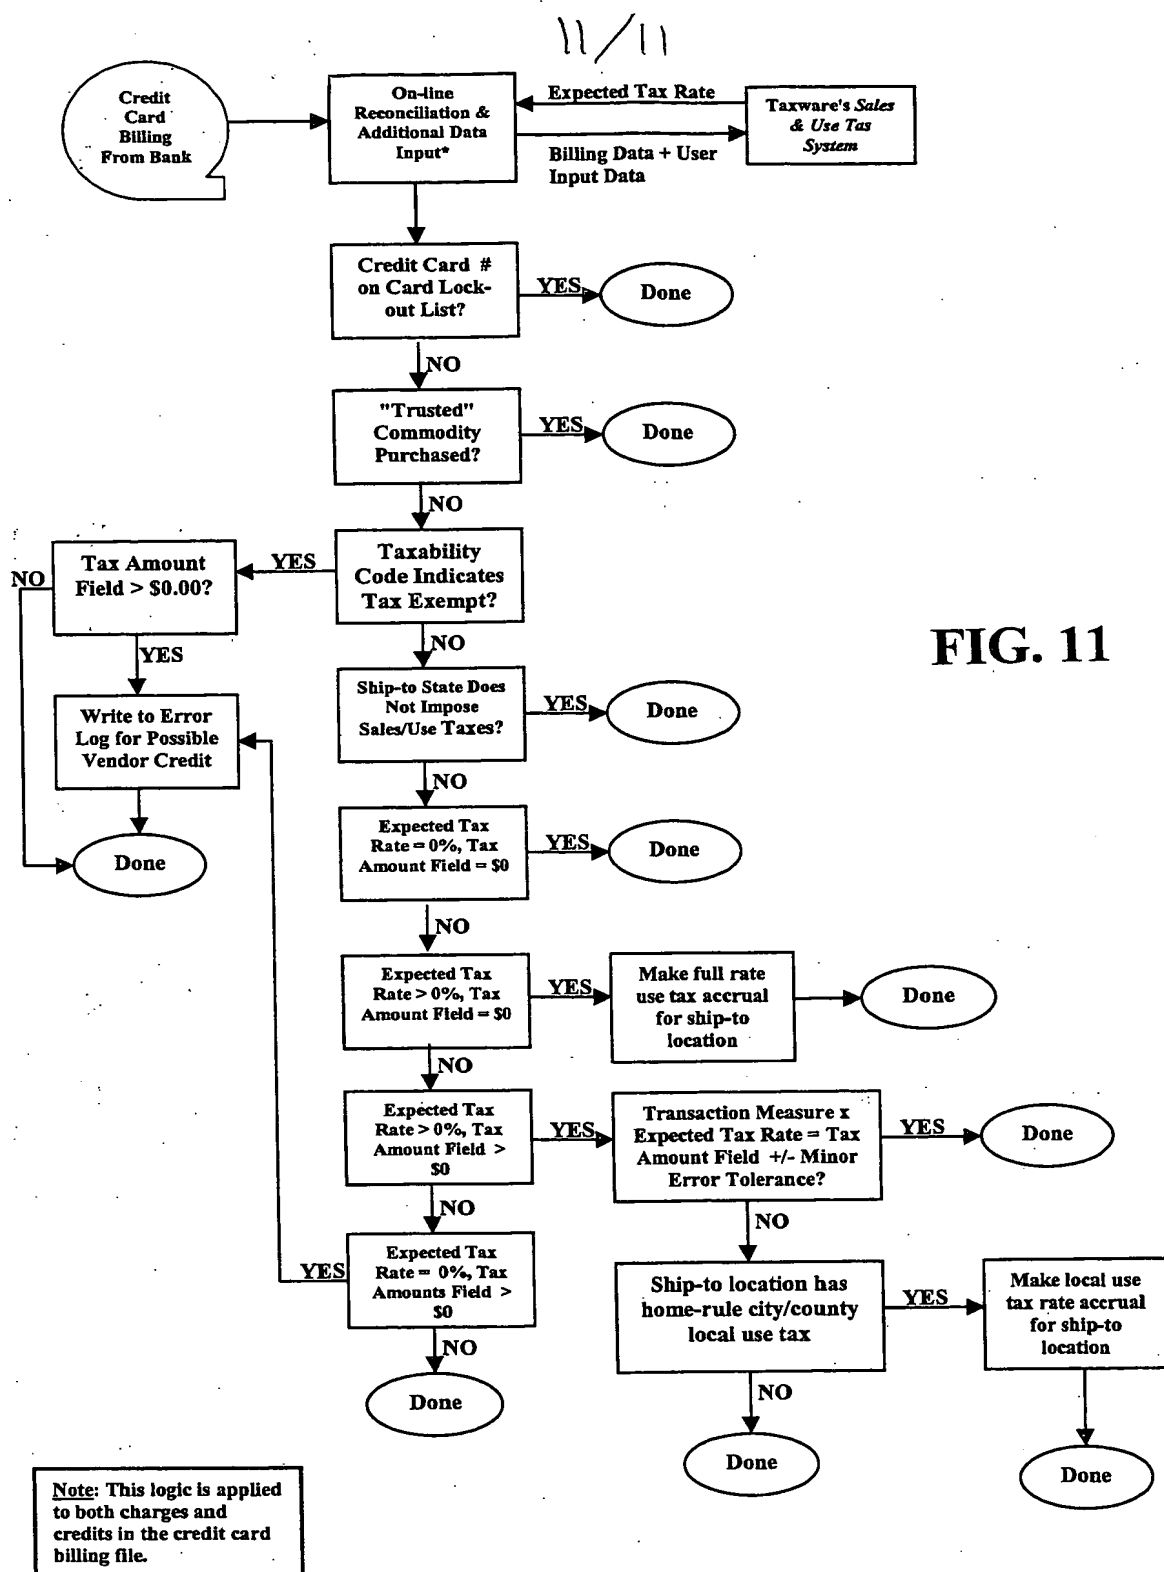 11/11
Credit
Card
Billing
From Bank
On-line
Reconciliation &
Additional Data
Input*
Expected Tax Rate
Billing Data + User
Input Data
Taxware's Sales
& Use Tas
System
Credit Card #
on Card Lock-
out List?
YES
Done
NO
"Trusted"
Commodity
Purchased?
YES
Done
NO
Taxability
Code Indicates
Tax Exempt?
YES
Tax Amount
Field > $0.00?
NO
YES
Write to Error
Log for Possible
Vendor Credit
Done
NO
FIG. 11
Ship-to State Does
Not Impose
Sales/Use Taxes?
YES
Done
NO
Expected Tax
Rate = 0%, Tax
Amount Field = $0
YES
Done
NO
Expected Tax
Rate > 0%, Tax
Amount Field = $0
YES
Make full rate
use tax accrual
for ship-to
location
Done
NO
Expected Tax
Rate > 0%, Tax
Amount Field >
$0
YES
Transaction Measure x
Expected Tax Rate = Tax
Amount Field +/- Minor
Error Tolerance?
YES
Done
NO
NO
Expected Tax
Rate = 0%, Tax
Amounts Field >
$0
YES
NO
Done
Ship-to location has
home-rule city/county
local use tax
YES
Make local use
tax rate accrual
for ship-to
location
NO
Done
Done
Note: This logic is applied
to both charges and
credits in the credit card
billing file.